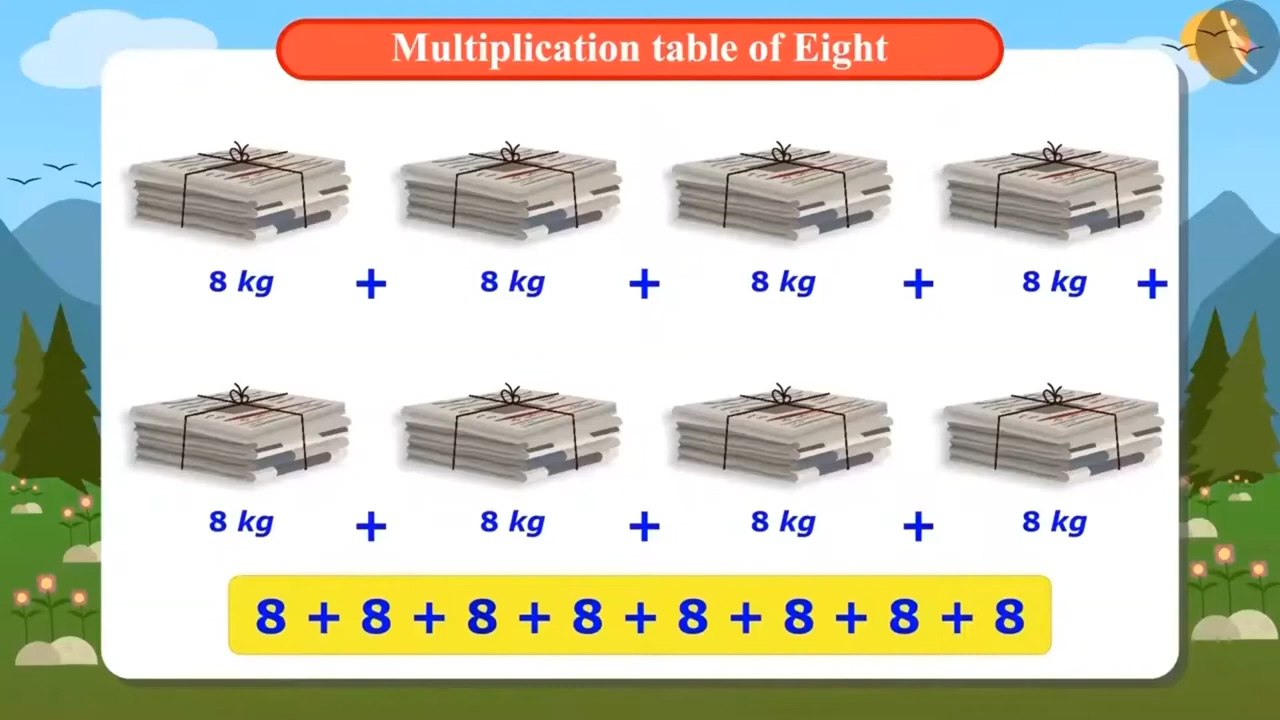 Multiplication table of Eight
8 kg + 8 kg + 8 kg + 8 kg +
8 kg + 8 kg + 8 kg + 8 kg
8 + 8 + 8 + 8 + 8 + 8 + 8 + 8